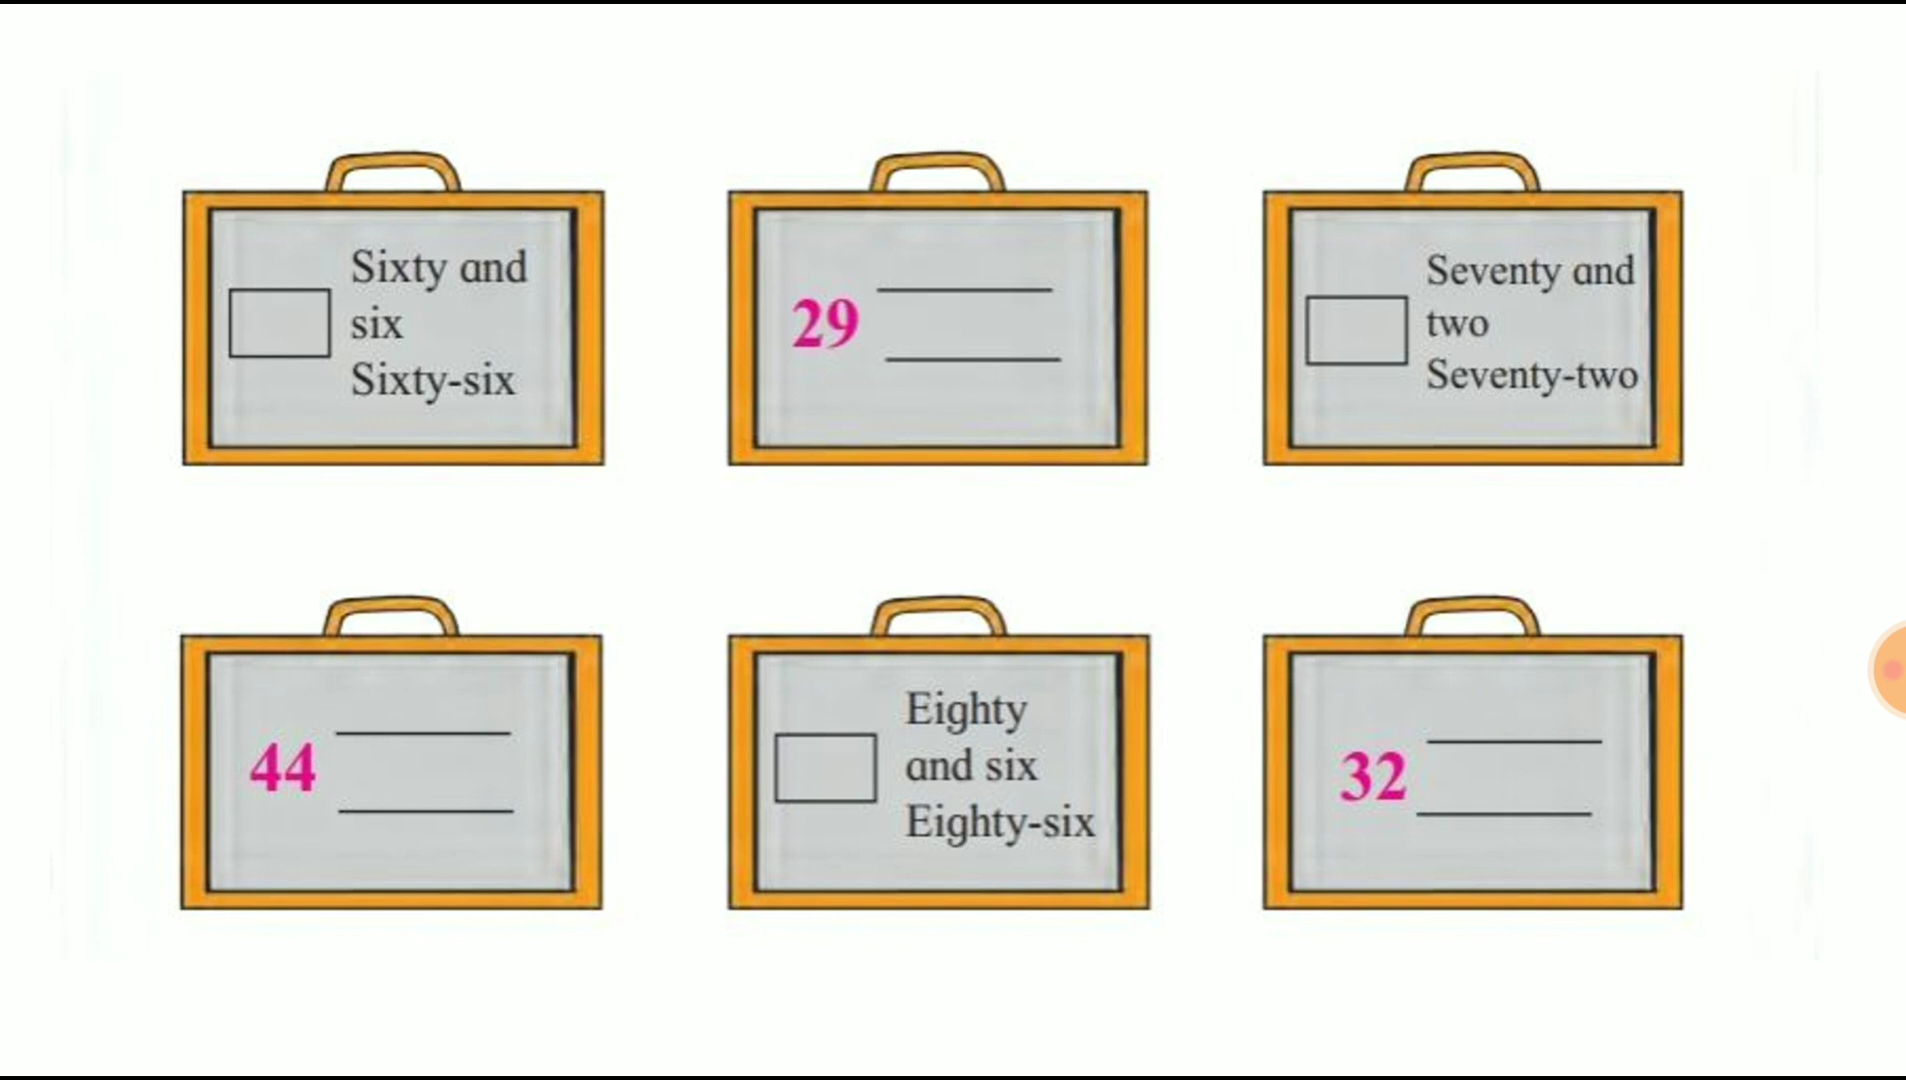 Sixty and
six
Sixty-six
29
Seventy and
two
Seventy-two
44
Eighty
and six
Eighty-six
32